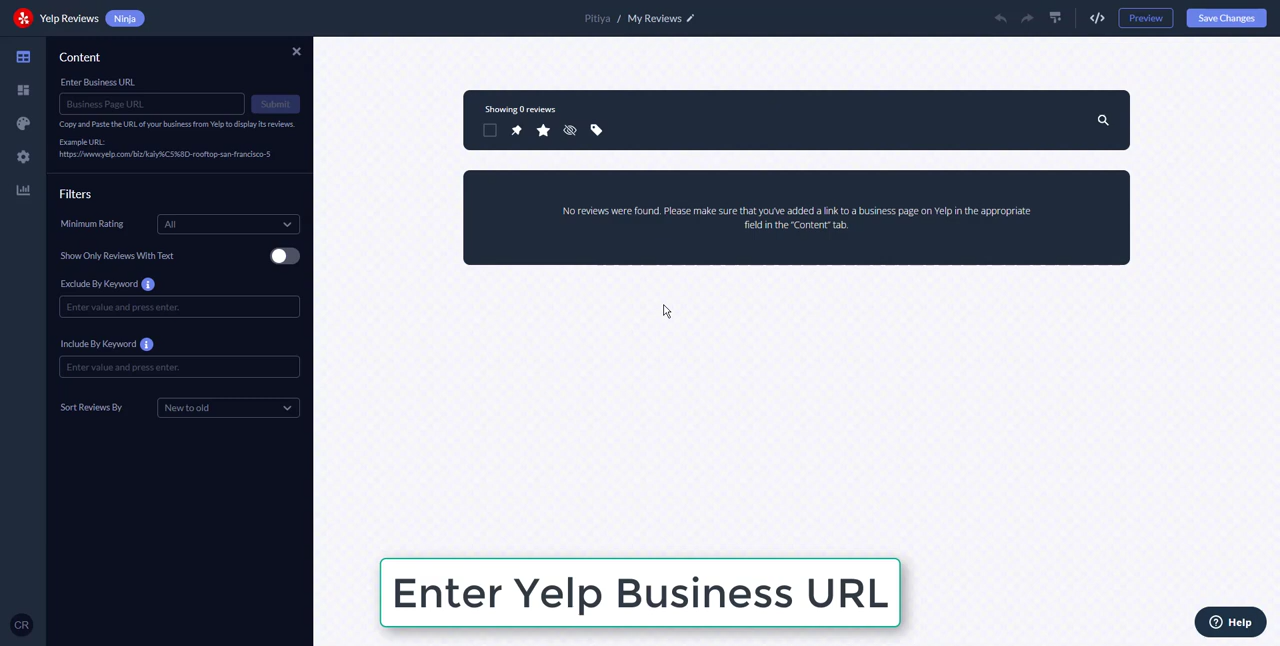 Yelp Reviews Ninja
Pitiya / My Reviews
Preview
Save Changes
Content
Enter Business URL
Business Page URL
Submit
Copy and Paste the URL of your business from Yelp to display its reviews.
Example URL:
https://www.yelp.com/biz/kaiy%C5%8D-rooftop-san-francisco-5
Filters
Minimum Rating
All
Show Only Reviews With Text
Exclude By Keyword
Enter value and press enter.
Include By Keyword
Enter value and press enter.
Sort Reviews By
New to old
CR
Showing 0 reviews
No reviews were found. Please make sure that you've added a link to a business page on Yelp in the appropriate
field in the "Content" tab.
Enter Yelp Business URL
Help